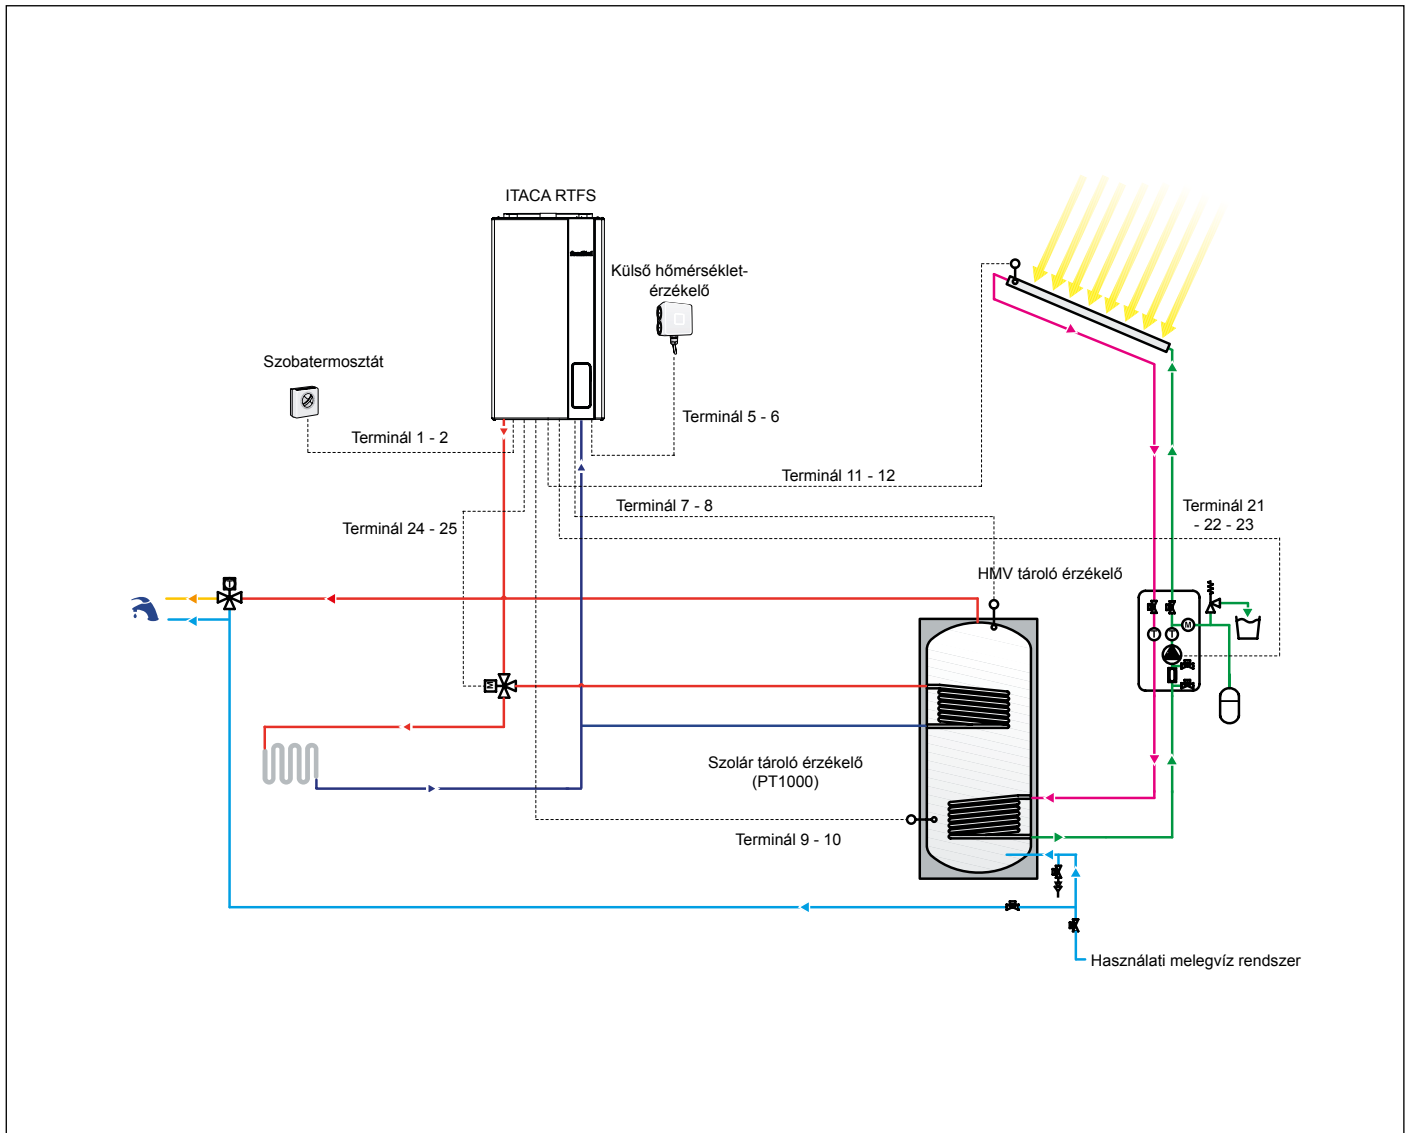 ITACA RTFS
Külső hőmérséklet-
érzékelő
Szobatermosztát
Terminál 5 - 6
Terminál 1 - 2
Terminál 11 - 12
Terminál 7 - 8
Terminál 21
- 22 - 23
Terminál 24 - 25
HMV tároló érzékelő
T
M
T
T
M
Szolár tároló érzékelő
(PT1000)
Terminál 9 - 10
Használati melegvíz rendszer